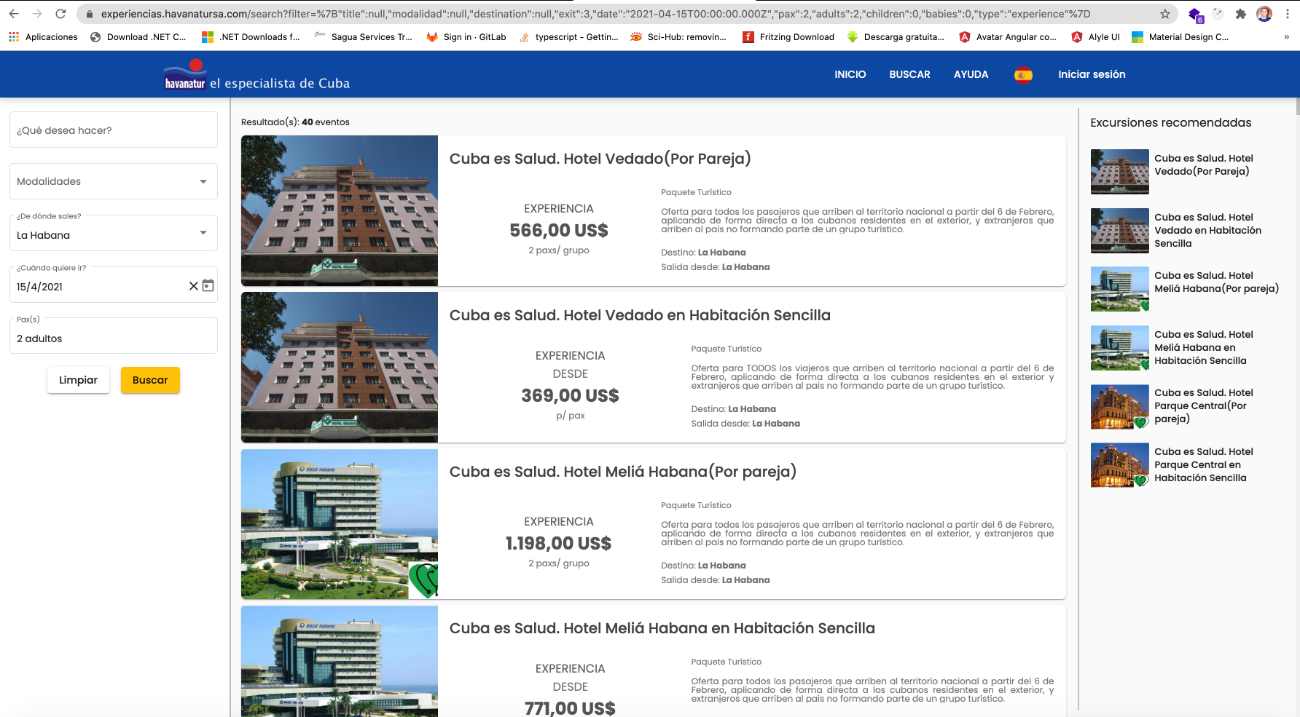 experiencias.havanatursa.com/search?filter=%7B"title":null,"modalidad":null,"destination":null,"exit":3,"date":"2021-04-15T00:00:00.000Z","pax":2,"adults":2,"children":0,"babies":0,"type":"experience"%7D
Aplicaciones
Download .NET C...
.NET Downloads f...
Sagua Services Tr...
Sign in · GitLab
typescript - Gettin...
Sci-Hub: removin...
Fritzing Download
Descarga gratuita...
Avatar Angular co...
Alyle UI
Material Design C...
»
havanatur el especialista de Cuba
INICIO
BUSCAR
AYUDA
Iniciar sesión
¿Qué desea hacer?
Modalidades
¿De dónde sales?
La Habana
¿Cuándo quiere ir?
15/4/2021
Pax(s)
2 adultos
Limpiar
Buscar
Resultado(s): 40 eventos
Cuba es Salud. Hotel Vedado(Por Pareja)
EXPERIENCIA
566,00 US$
2 paxs/ grupo
Paquete Turístico
Oferta para todos los pasajeros que arriben al territorio nacional a partir del 6 de Febrero,
aplicando de forma directa a los cubanos residentes en el exterior, y extranjeros que
arriben al país no formando parte de un grupo turístico.
Destino: La Habana
Salida desde: La Habana
Cuba es Salud. Hotel Vedado en Habitación Sencilla
EXPERIENCIA
DESDE
369,00 US$
p/ pax
Paquete Turístico
Oferta para TODOS los viajeros que arriben al territorio nacional a partir del 6 de
Febrero, aplicando de forma directa a los cubanos residentes en el exterior y
extranjeros que arriben al país no formando parte de un grupo turístico.
Destino: La Habana
Salida desde: La Habana
Cuba es Salud. Hotel Meliá Habana(Por pareja)
EXPERIENCIA
1.198,00 US$
2 paxs/ grupo
Paquete Turístico
Oferta para todos los pasajeros que arriben al territorio nacional a partir del 6 de Febrero,
aplicando de forma directa a los cubanos residentes en el exterior, y extranjeros que
arriben al país no formando parte de un grupo turístico.
Destino: La Habana
Salida desde: La Habana
Cuba es Salud. Hotel Meliá Habana en Habitación Sencilla
EXPERIENCIA
DESDE
771,00 US$
Paquete Turístico
Oferta para todos los pasajeros que arriben al territorio nacional a partir del 6 de
Febrero, aplicando de forma directa a los cubanos residentes en el exterior, y
extranjeros que arriben al país no formando parte de un grupo turístico.
Excursiones recomendadas
Cuba es Salud. Hotel
Vedado(Por Pareja)
Cuba es Salud. Hotel
Vedado en Habitación
Sencilla
Cuba es Salud. Hotel
Meliá Habana(Por pareja)
Cuba es Salud. Hotel
Meliá Habana en
Habitación Sencilla
Cuba es Salud. Hotel
Parque Central(Por
pareja)
Cuba es Salud. Hotel
Parque Central en
Habitación Sencilla